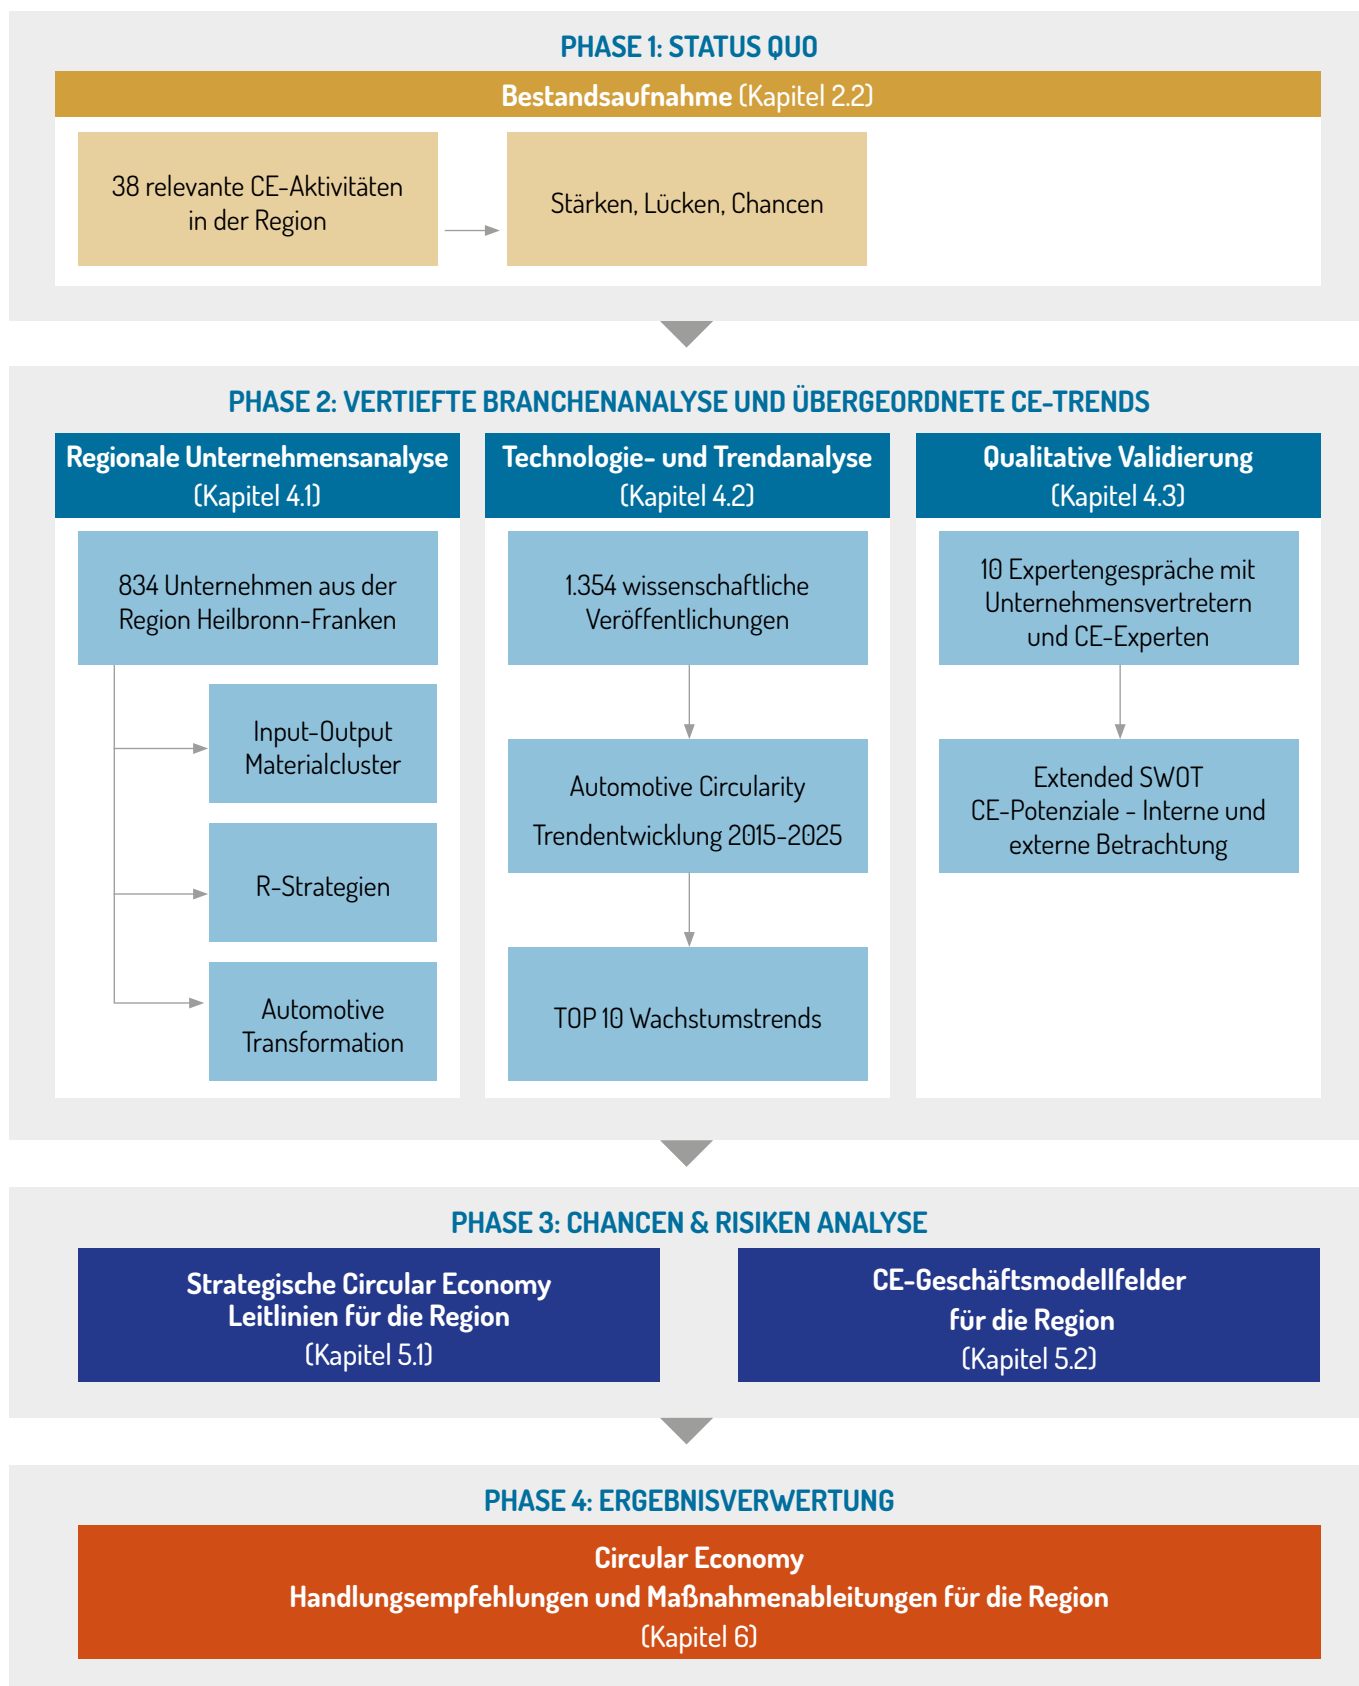 PHASE 1: STATUS QUO
Bestandsaufnahme (Kapitel 2.2)
38 relevante CE-Aktivitäten
in der Region
Stärken, Lücken, Chancen
PHASE 2: VERTIEFTE BRANCHENANALYSE UND ÜBERGEORDNETE CE-TRENDS
Regionale Unternehmensanalyse
(Kapitel 4.1)
834 Unternehmen aus der
Region Heilbronn-Franken
Input-Output
Materialcluster
R-Strategien
Automotive
Transformation
Technologie- und Trendanalyse
(Kapitel 4.2)
1.354 wissenschaftliche
Veröffentlichungen
Automotive Circularity
Trendentwicklung 2015-2025
TOP 10 Wachstumstrends
Qualitative Validierung
(Kapitel 4.3)
10 Expertengespräche mit
Unternehmensvertretern
und CE-Experten
Extended SWOT
CE-Potenziale - Interne und
externe Betrachtung
PHASE 3: CHANCEN & RISIKEN ANALYSE
Strategische Circular Economy
Leitlinien für die Region
(Kapitel 5.1)
CE-Geschäftsmodellfelder
für die Region
(Kapitel 5.2)
PHASE 4: ERGEBNISVERWERTUNG
Circular Economy
Handlungsempfehlungen und Maßnahmenableitungen für die Region
(Kapitel 6)